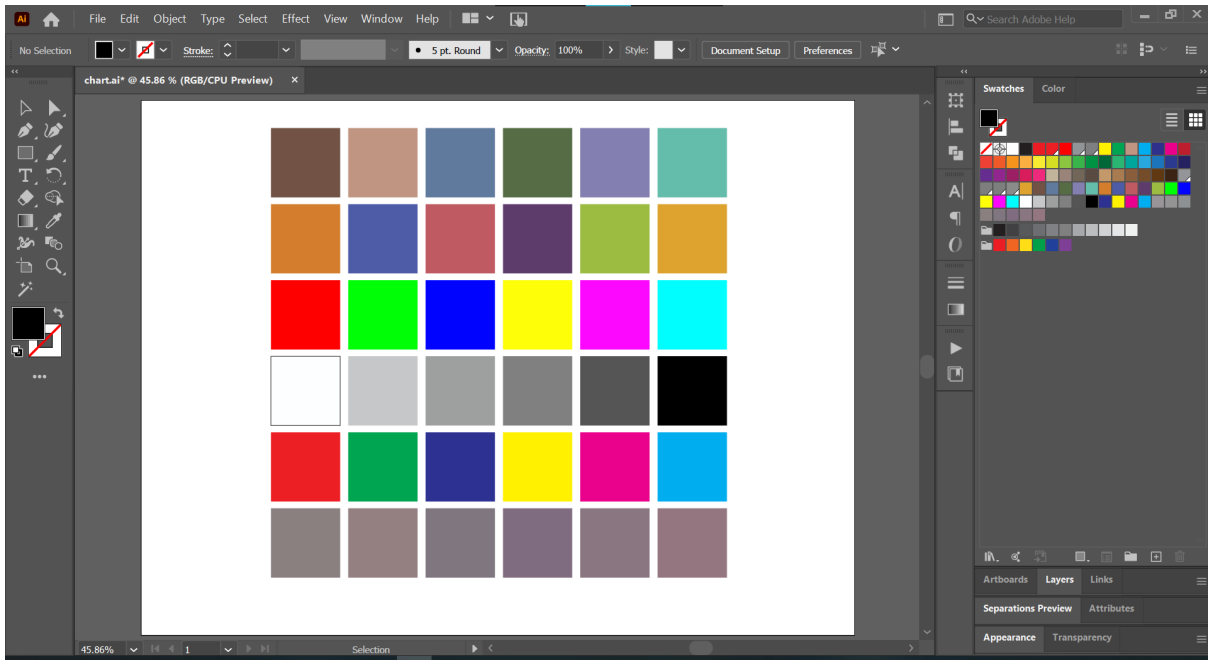 Ai File Edit Object Type Select Effect View Window Help Search Adobe Help
No Selection Stroke: 5 pt. Round Opacity: 100% Style: Document Setup Preferences
chart.ai* @ 45.86 % (RGB/CPU Preview) ×
Swatches Color
Artboards Layers Links
Separations Preview Attributes
Appearance Transparency
45.86% 1 Selection